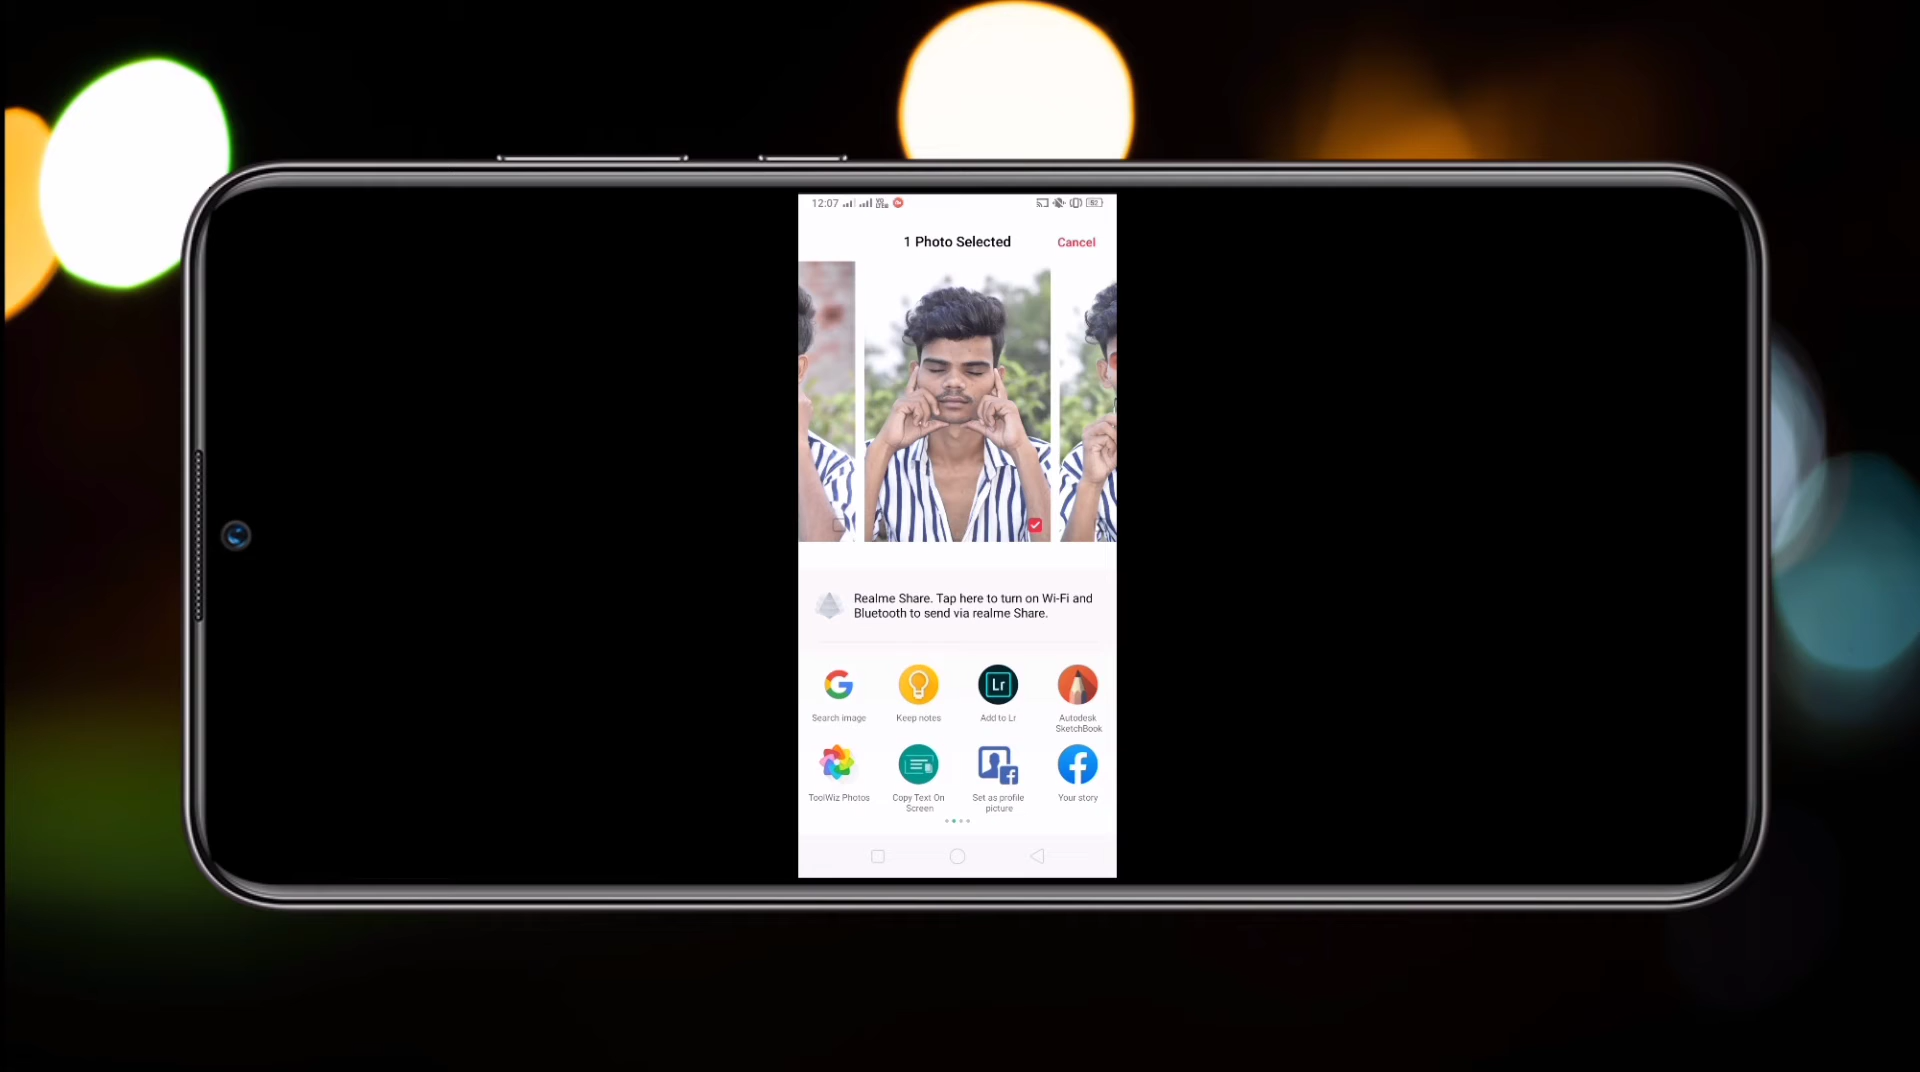 12:07
1 Photo Selected
Cancel
Realme Share. Tap here to turn on Wi-Fi and
Bluetooth to send via realme Share.
Search image
Keep notes
Lr
Add to Lr
Autodesk
SketchBook
ToolWiz Photos
Copy Text On
Screen
Set as profile
picture
Your story